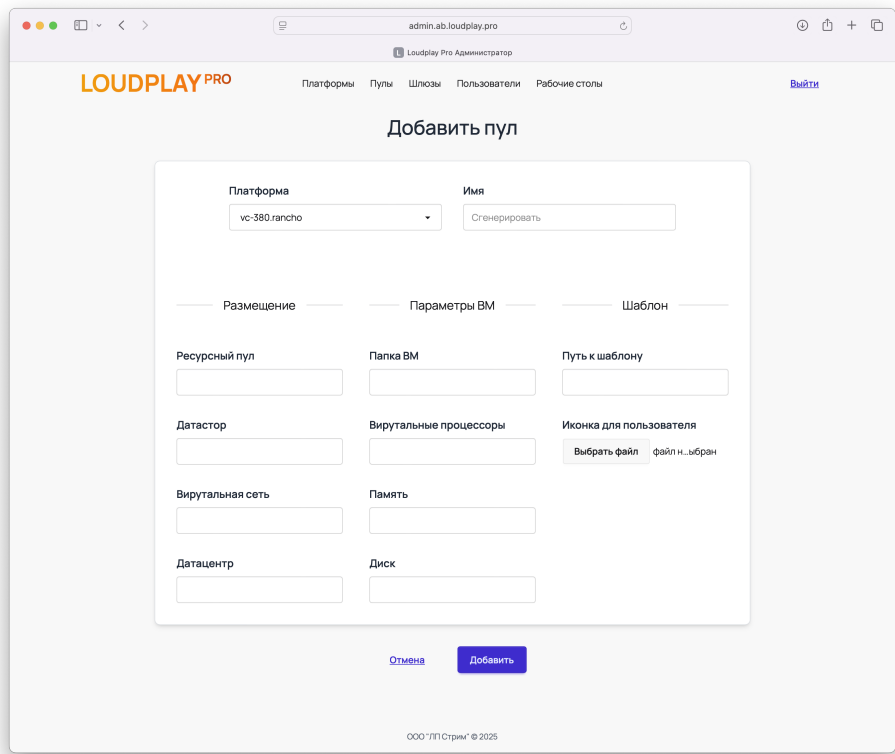 admin.ab.loudplay.pro
L Loudplay Pro Администратор
LOUDPLAY PRO
Платформы Пулы Шлюзы Пользователи Рабочие столы Выйти
Добавить пул
Платформа Имя
vc-380.rancho Сгенерировать
Размещение Параметры ВМ Шаблон
Ресурсный пул Папка ВМ Путь к шаблону
Датастор Вирутальные процессоры Иконка для пользователя
Выбрать файл файл н...ыбран
Вирутальная сеть Память
Датацентр Диск
Отмена Добавить
ООО "ЛП Стрим" © 2025